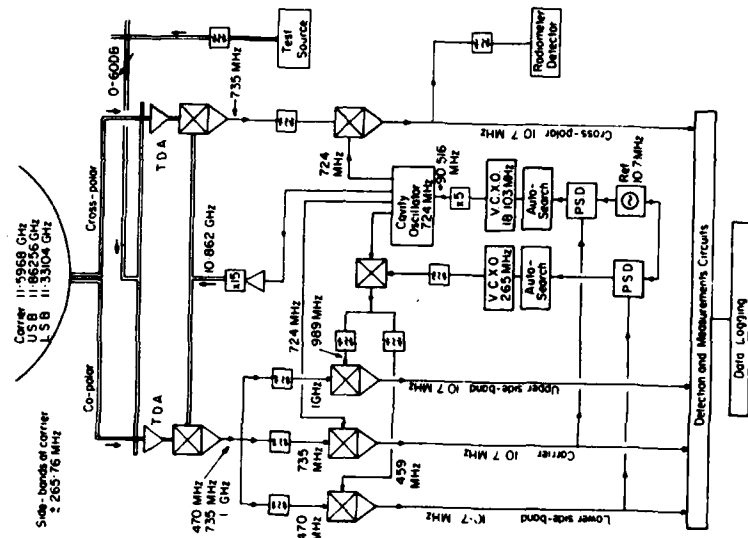 Side-bands at carrier
± 265·76 MHz
Carrier 11·5968 GHz
USB 11·86256 GHz
LSB 11·33104 GHz
Co-polar
Cross-polar
0-60DB
Test
Source
TDA
TDA
735 MHz
10·862 GHz
x15
470 MHz
735 MHz
1 GHz
724
MHz
724 MHz
989 MHz
Cavity
Oscillator
724 MHz
90 516
MHz
x5
Radiometer
Detector
1GHz
735
MHz
470
MHz
459
MHz
V C X O
265 MHz
V. C.X O.
18 103 MHz
Auto-
Search
Auto-
Search
PSD
P. S.D
Ref
10 7 MHz
Lower side-band 10·7 MHz
Carrier 10 7 MHz
Upper side-band 10 7 MHz
Cross-polar 10 7 MHz
Detection and Measurements Circuits
Data Logging